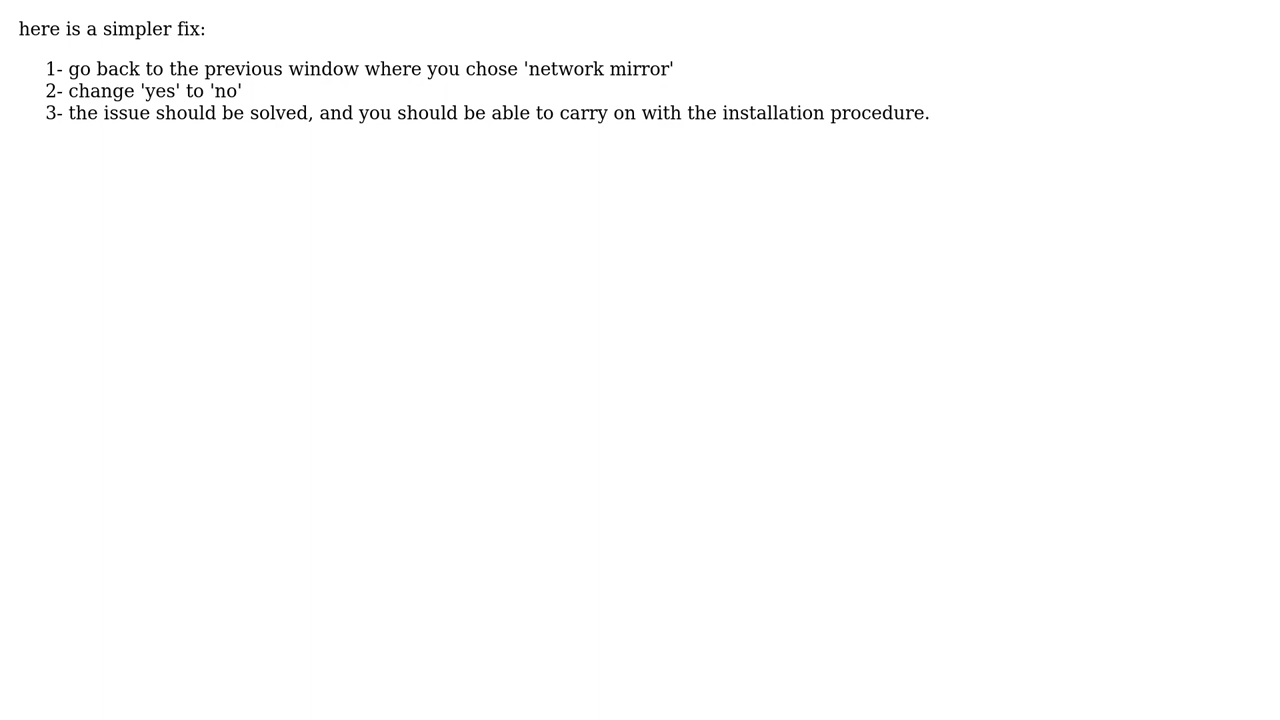 here is a simpler fix:
1- go back to the previous window where you chose 'network mirror'
2- change 'yes' to 'no'
3- the issue should be solved, and you should be able to carry on with the installation procedure.